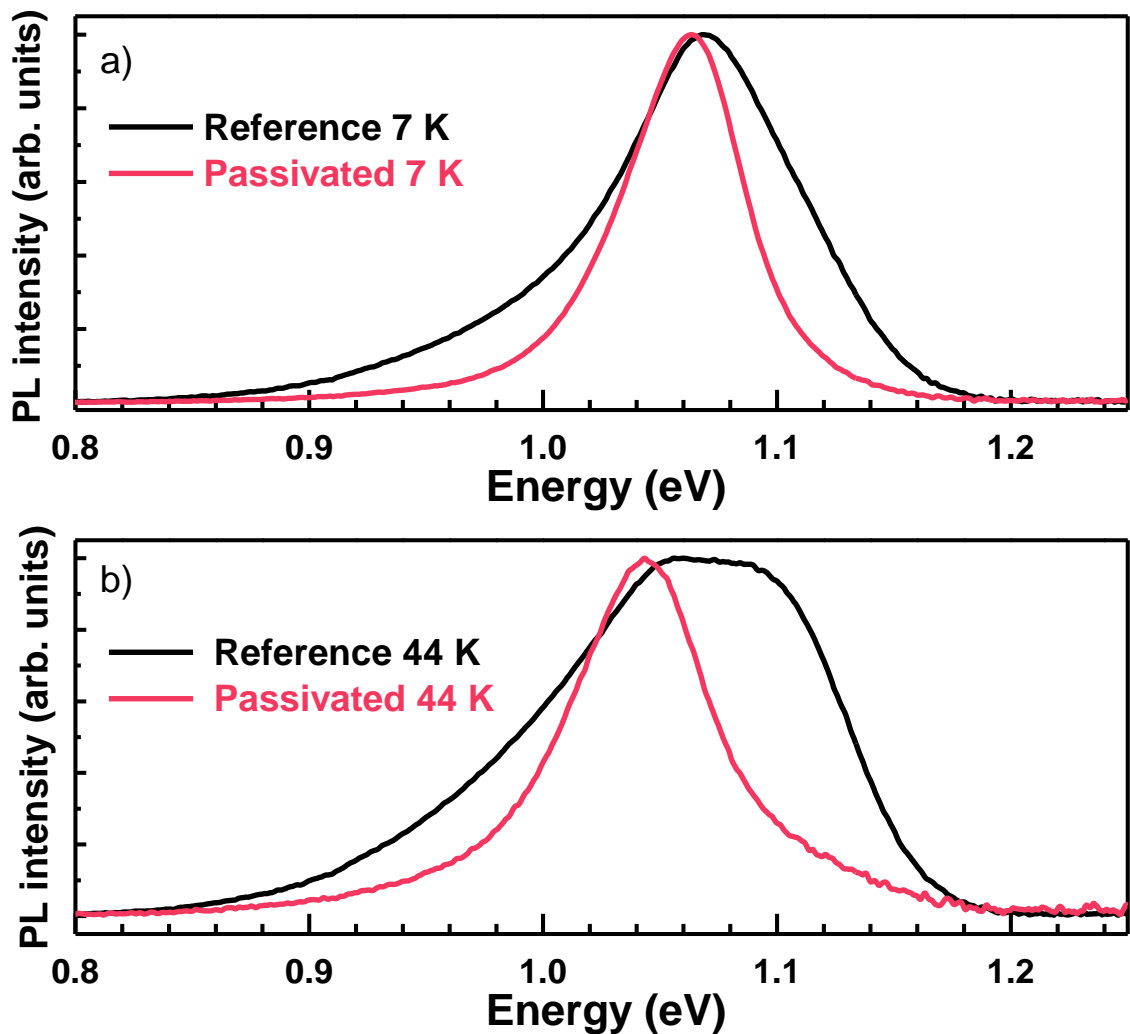 a)
PL intensity (arb. units)
Reference 7 K
Passivated 7 K
0.8 0.9 1.0 1.1 1.2
Energy (eV)
b)
PL intensity (arb. units)
Reference 44 K
Passivated 44 K
0.8 0.9 1.0 1.1 1.2
Energy (eV)